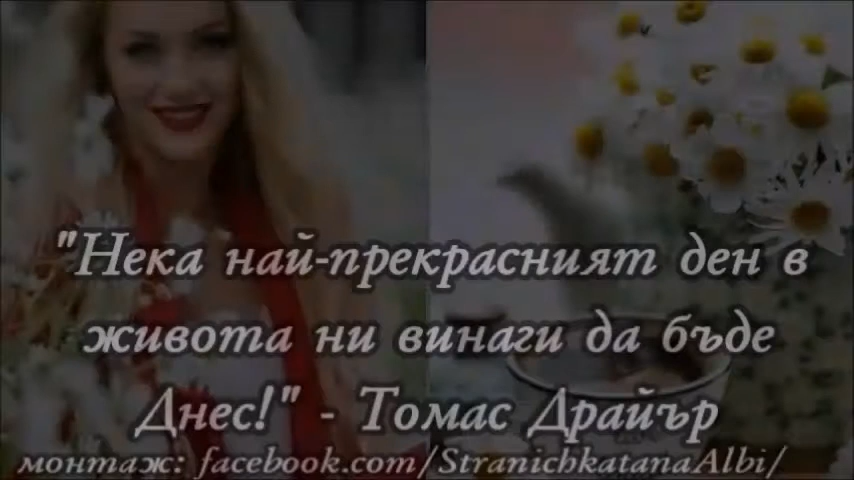 "Нека най-прекрасният ден в
живота ни винаги да бъде
Днес!" - Томас Драйър
монтаж: facebook.com/StranichkatanaAlbi/